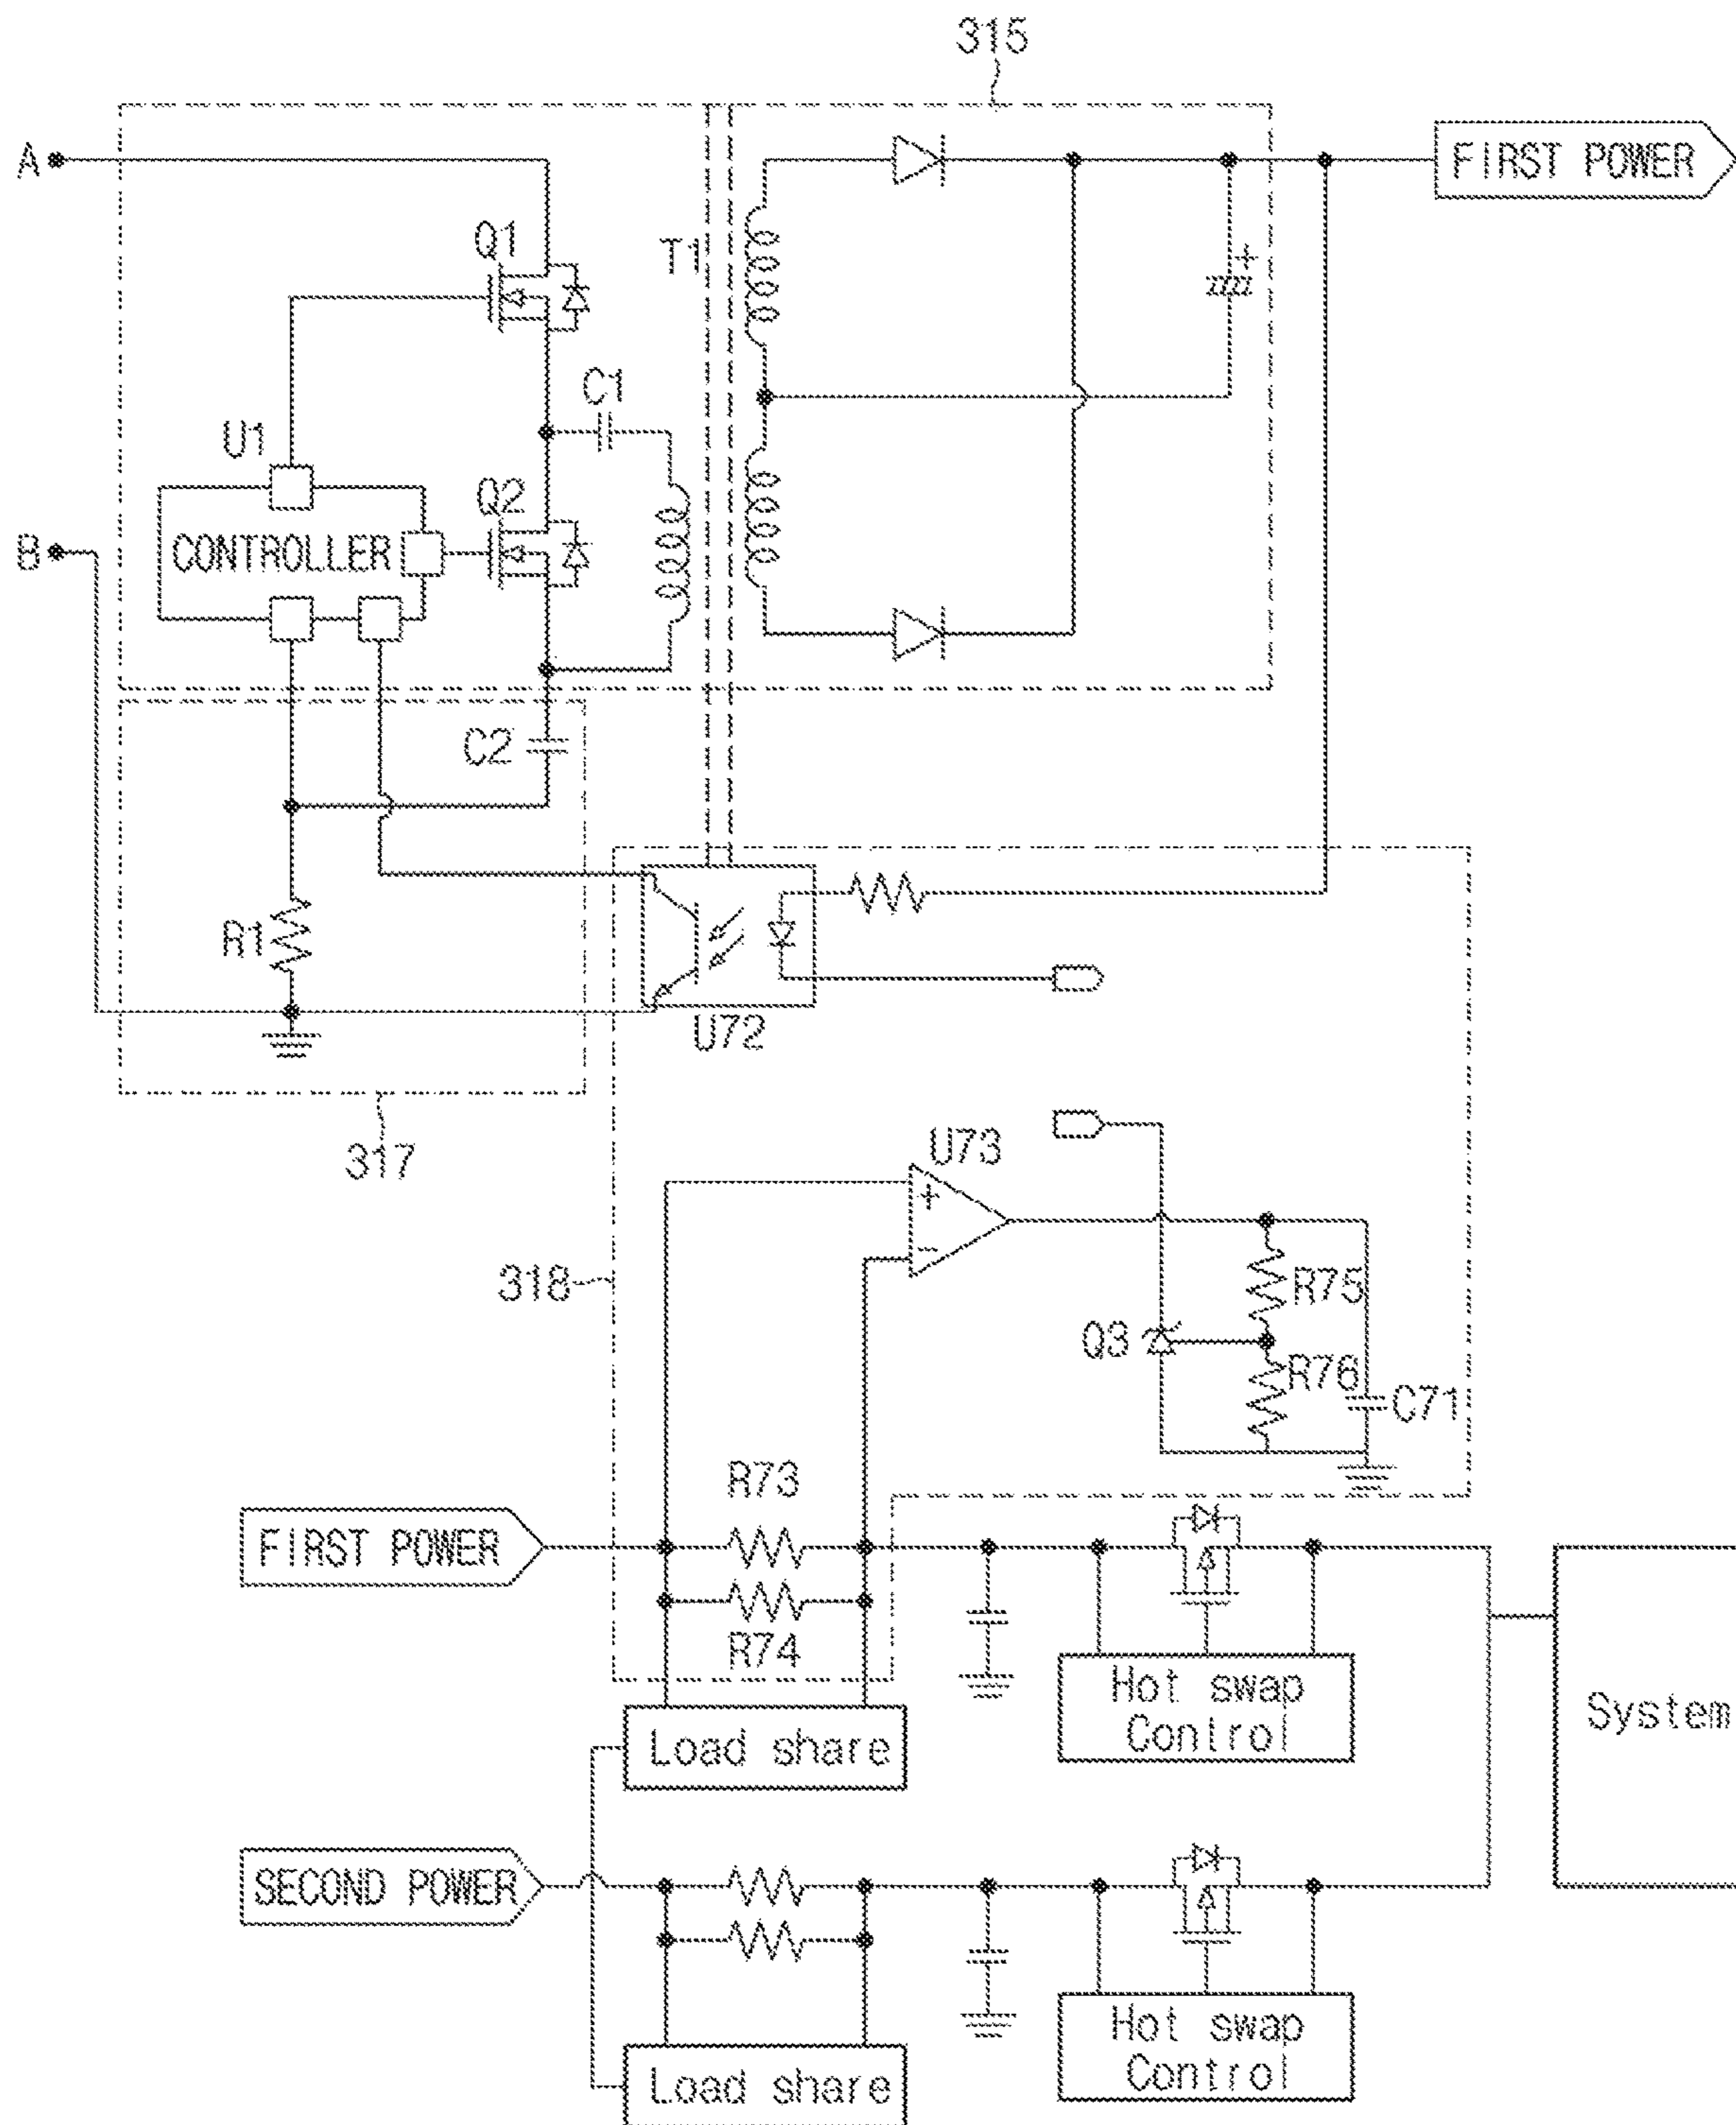 315
A
FIRST POWER
Q1
T1
C1
U1
Q2
B
CONTROLLER
C2
R1
U72
317
U73
+
-
318
R75
Q3
R76
C71
R73
FIRST POWER
R74
Hot swap
Control
System
Load share
SECOND POWER
Hot swap
Control
Load share
+